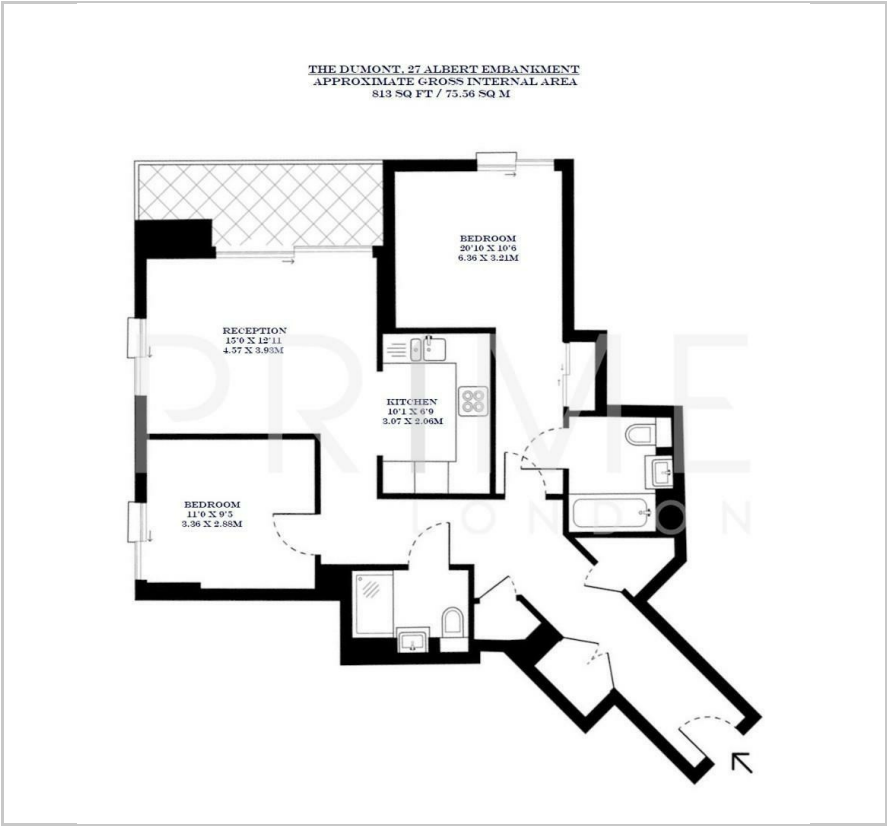 THE DUMONT, 27 ALBERT EMBANKMENT
APPROXIMATE GROSS INTERNAL AREA
813 SQ FT / 75.56 SQ M
BEDROOM
20'10 X 10'6
6.36 X 3.21M
RECEPTION
15'0 X 12'11
4.57 X 3.93M
KITCHEN
10'1 X 6'9
3.07 X 2.06M
BEDROOM
11'0 X 9'5
3.36 X 2.88M
PRIME
LONDON